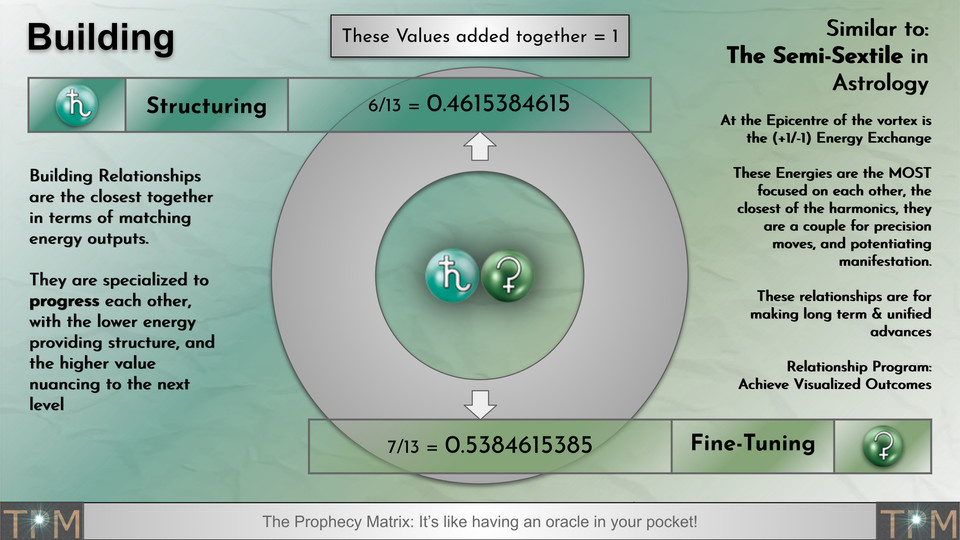 Building
These Values added together = 1
Structuring
6/13 = 0.4615384615
Building Relationships
are the closest together
in terms of matching
energy outputs.
They are specialized to
progress each other,
with the lower energy
providing structure, and
the higher value
nuancing to the next
level
Similar to:
The Semi-Sextile in
Astrology
At the Epicentre of the vortex is
the (+1/-1) Energy Exchange
These Energies are the MOST
focused on each other, the
closest of the harmonics, they
are a couple for precision
moves, and potentiating
manifestation.
These relationships are for
making long term & unified
advances
Relationship Program:
Achieve Visualized Outcomes
7/13 = 0.5384615385
Fine-Tuning
TPM
The Prophecy Matrix: It’s like having an oracle in your pocket!
TPM